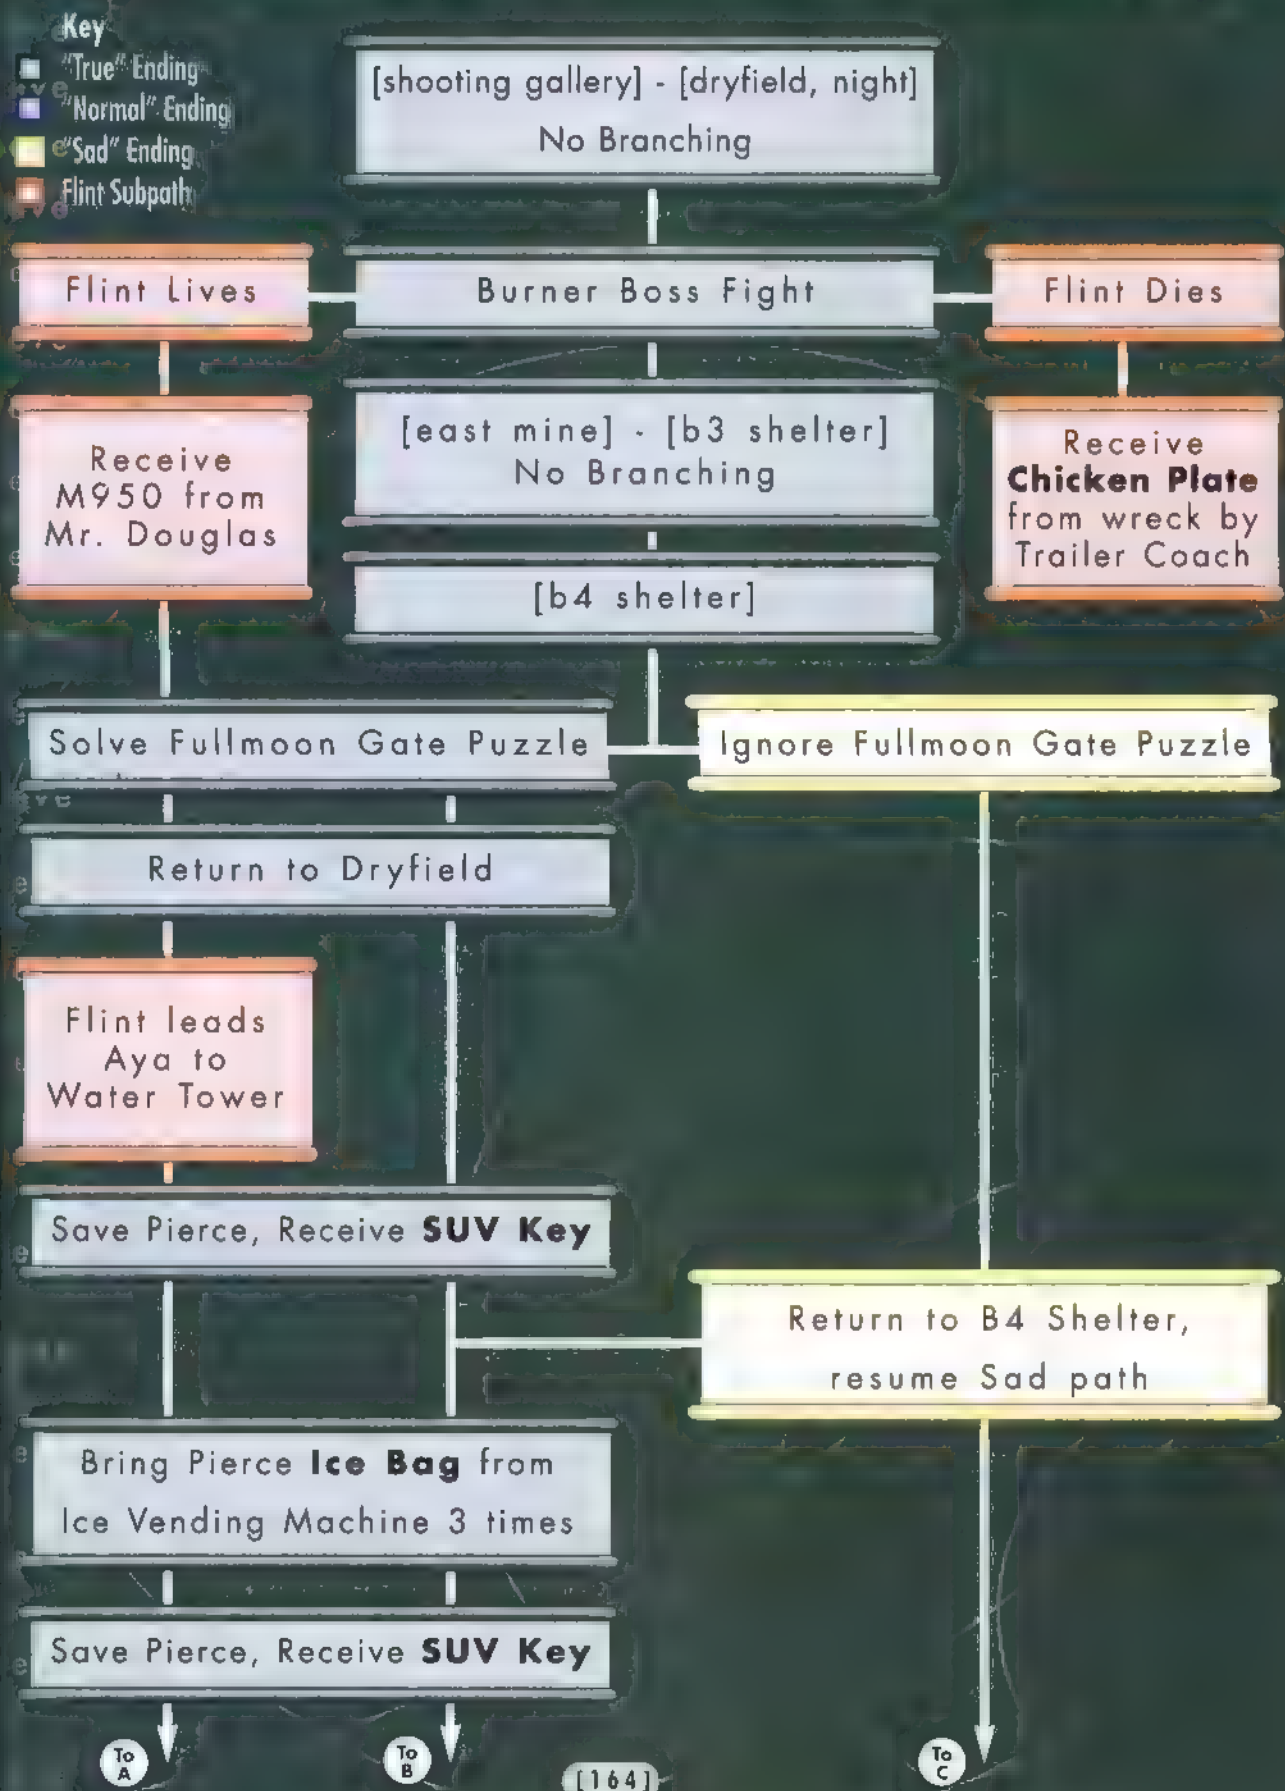 Key
"True" Ending
"Normal" Ending
"Sad" Ending
Flint Subpath
[shooting gallery] - [dryfield, night]
No Branching
Flint Lives
Burner Boss Fight
Flint Dies
Receive
M950 from
Mr. Douglas
[east mine] - [b3 shelter]
No Branching
Receive
Chicken Plate
from wreck by
Trailer Coach
[b4 shelter]
Solve Fullmoon Gate Puzzle
Ignore Fullmoon Gate Puzzle
Return to Dryfield
Flint leads
Aya to
Water Tower
Save Pierce, Receive SUV Key
Return to B4 Shelter,
resume Sad path
Bring Pierce Ice Bag from
Ice Vending Machine 3 times
Save Pierce, Receive SUV Key
To
A
To
B
To
C
[164]